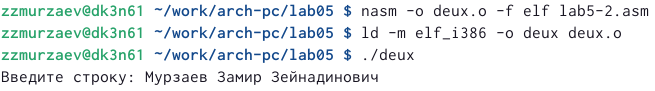 zzmurzaev@dk3n61 ~/work/arch-pc/lab05 $ nasm -o deux.o -f elf lab5-2.asm
zzmurzaev@dk3n61 ~/work/arch-pc/lab05 $ ld -m elf_i386 -o deux deux.o
zzmurzaev@dk3n61 ~/work/arch-pc/lab05 $ ./deux
Введите строку: Мурзаев Замир Зейнадинович